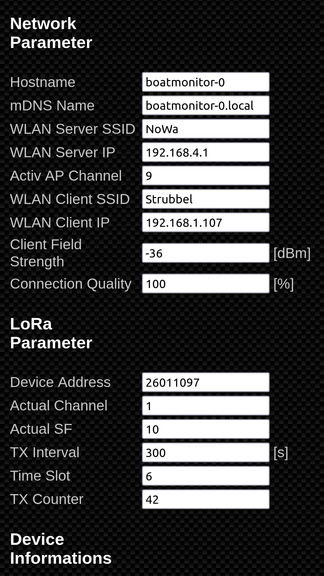 Network
Parameter
Hostname boatmonitor-0
mDNS Name boatmonitor-0.local
WLAN Server SSID NoWa
WLAN Server IP 192.168.4.1
Activ AP Channel 9
WLAN Client SSID Strubbel
WLAN Client IP 192.168.1.107
Client Field
Strength -36 [dBm]
Connection Quality 100 [%]
LoRa
Parameter
Device Address 26011097
Actual Channel 1
Actual SF 10
TX Interval 300 [s]
Time Slot 6
TX Counter 42
Device
Informations